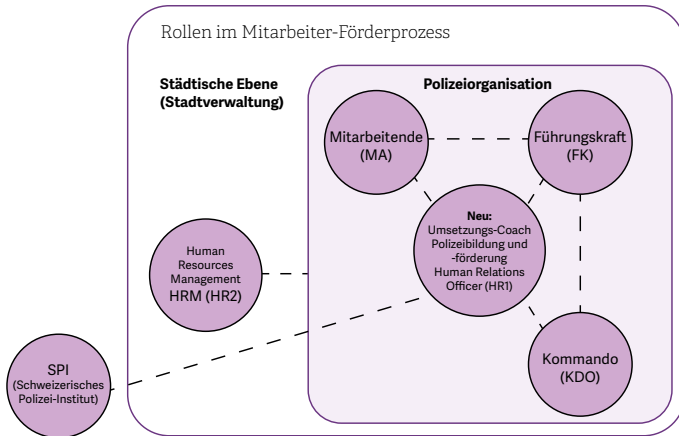 Rollen im Mitarbeiter-Förderprozess
Städtische Ebene
(Stadtverwaltung)
Polizeiorganisation
Mitarbeitende
(MA)
Führungskraft
(FK)
Neu:
Umsetzungs-Coach
Polizeibildung und
-förderung
Human Relations
Officer (HR1)
Human
Resources
Management
HRM (HR2)
Kommando
(KDO)
SPI
(Schweizerisches
Polizei-Institut)